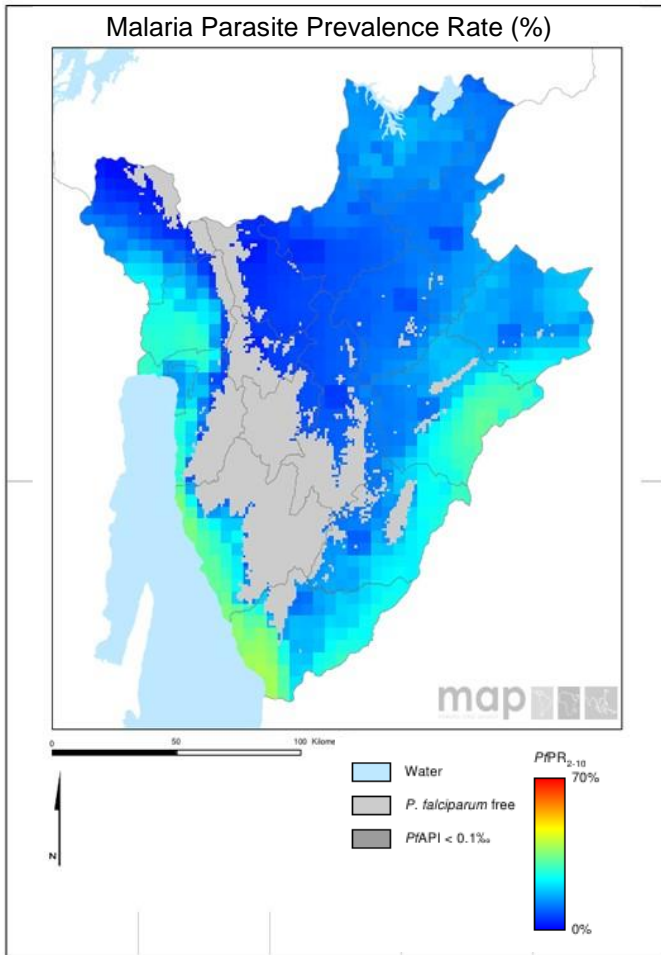 Malaria Parasite Prevalence Rate (%)
map
0 50 100 Kilome
Water
P. falciparum free
PfAPI < 0.1‰
PfPR2-10
70%
0%
N